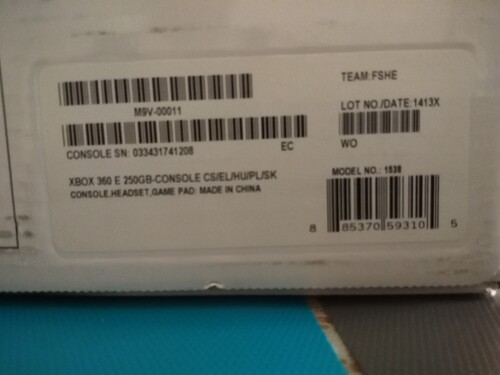 TEAM:FSHE
M9V-00011
LOT NO./DATE:1413X
CONSOLE SN: 033431741208
EC
WO
XBOX 360 E 250GB-CONSOLE CS/EL/HU/PL/SK
CONSOLE,HEADSET,GAME PAD: MADE IN CHINA
MODEL NO.: 1538
8 85370 59310 5